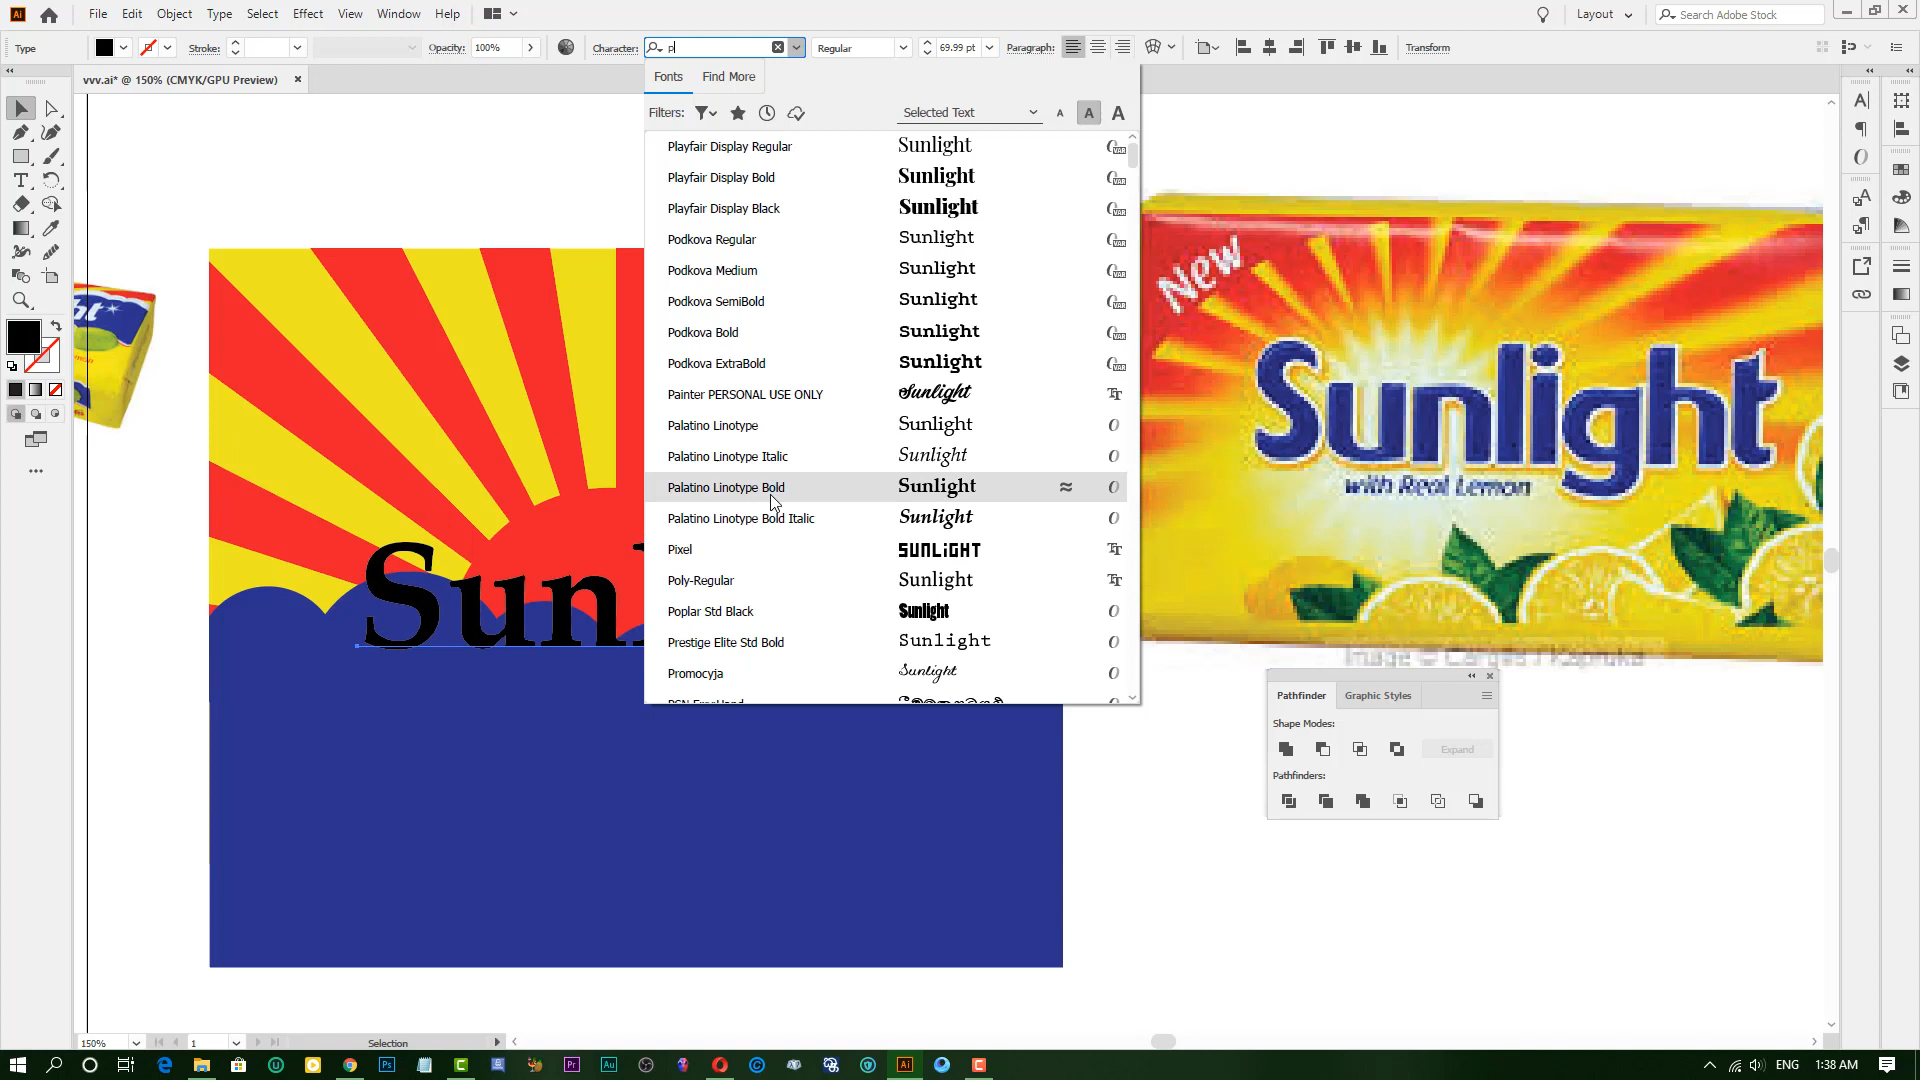 Ai File Edit Object Type Select Effect View Window Help Layout Search Adobe Stock
Type Stroke: Opacity: 100% Character: p Regular 69.99 pt Paragraph: Transform
vvv.ai* @ 150% (CMYK/GPU Preview)
Fonts Find More
Filters: Selected Text A A A
Playfair Display Regular Sunlight
Playfair Display Bold Sunlight
Playfair Display Black Sunlight
Podkova Regular Sunlight
Podkova Medium Sunlight
Podkova SemiBold Sunlight
Podkova Bold Sunlight
Podkova ExtraBold Sunlight
Painter PERSONAL USE ONLY Sunlight
Palatino Linotype Sunlight
Palatino Linotype Italic Sunlight
Palatino Linotype Bold Sunlight
Palatino Linotype Bold Italic Sunlight
Pixel SUNLiGHT
Poly-Regular Sunlight
Poplar Std Black Sunlight
Prestige Elite Std Bold Sunlight
Promocyja Sunlight
ht
Sun
New
Sunlight
with Real Lemon
Pathfinder Graphic Styles
Shape Modes:
Expand
Pathfinders:
150% 1 Selection
Ps Pr Au Ai ENG 1:38 AM